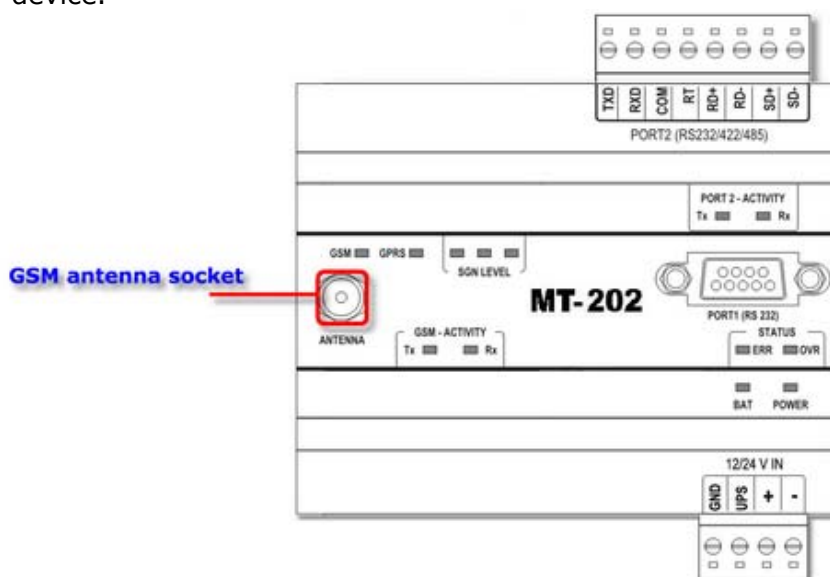 device.
TXD RXD COM RT RD+ RD- SD+ SD-
PORT2 (RS232/422/485)
PORT 2 - ACTIVITY
Tx Rx
GSM GPRS
SGN LEVEL
GSM antenna socket
MT-202
PORT1 (RS 232)
ANTENNA
GSM - ACTIVITY
Tx Rx
STATUS
ERR OVR
BAT POWER
12/24 V IN
GND UPS + -